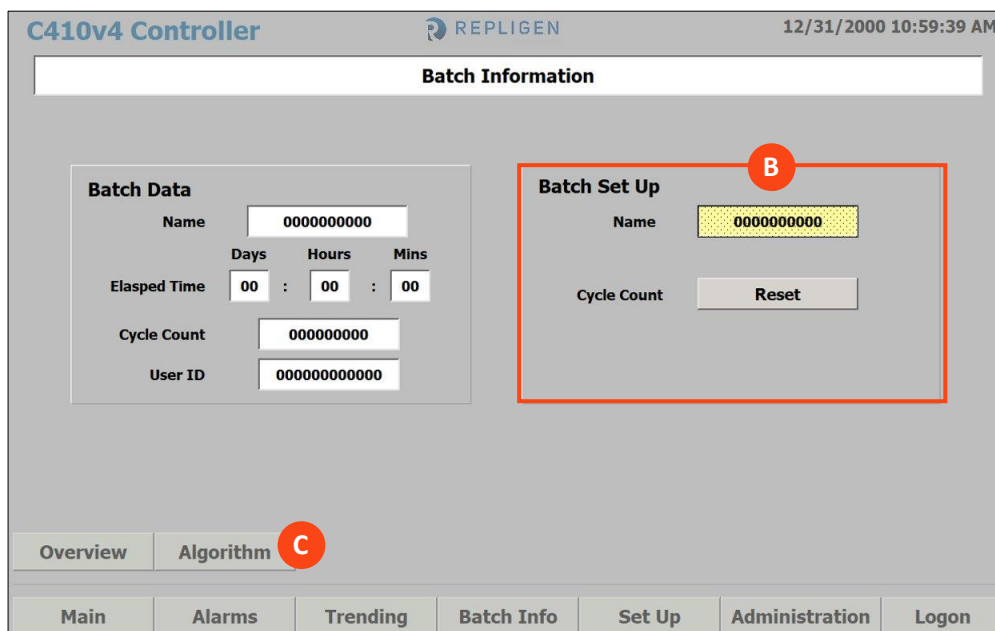 C410v4 Controller REPLIGEN 12/31/2000 10:59:39 AM
Batch Information
B
Batch Data
Name 0000000000
Days Hours Mins
Elasped Time 00 : 00 : 00
Cycle Count 000000000
User ID 000000000000
Batch Set Up
Name 0000000000
Cycle Count Reset
Overview Algorithm C
Main Alarms Trending Batch Info Set Up Administration Logon